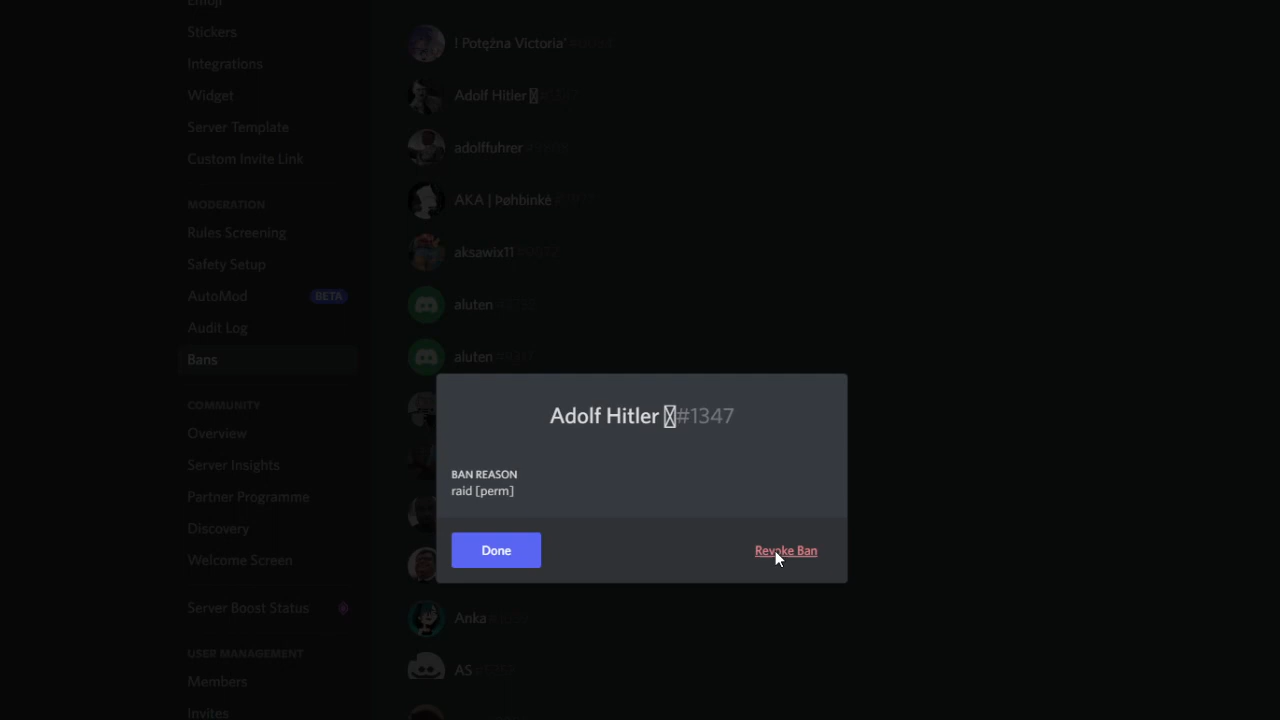 Emoji
Stickers
Integrations
Widget
Server Template
Custom Invite Link
MODERATION
Rules Screening
Safety Setup
AutoMod BETA
Audit Log
Bans
COMMUNITY
Overview
Server Insights
Partner Programme
Discovery
Welcome Screen
Server Boost Status
USER MANAGEMENT
Members
Invites
I Potężna Victoria'
Adolf Hitler
adolffuhrer
AKA | Þøhbinkė
aksawix11
aluten
aluten
Adolf Hitler #1347
BAN REASON
raid [perm]
Done
Revoke Ban
Anka
AS